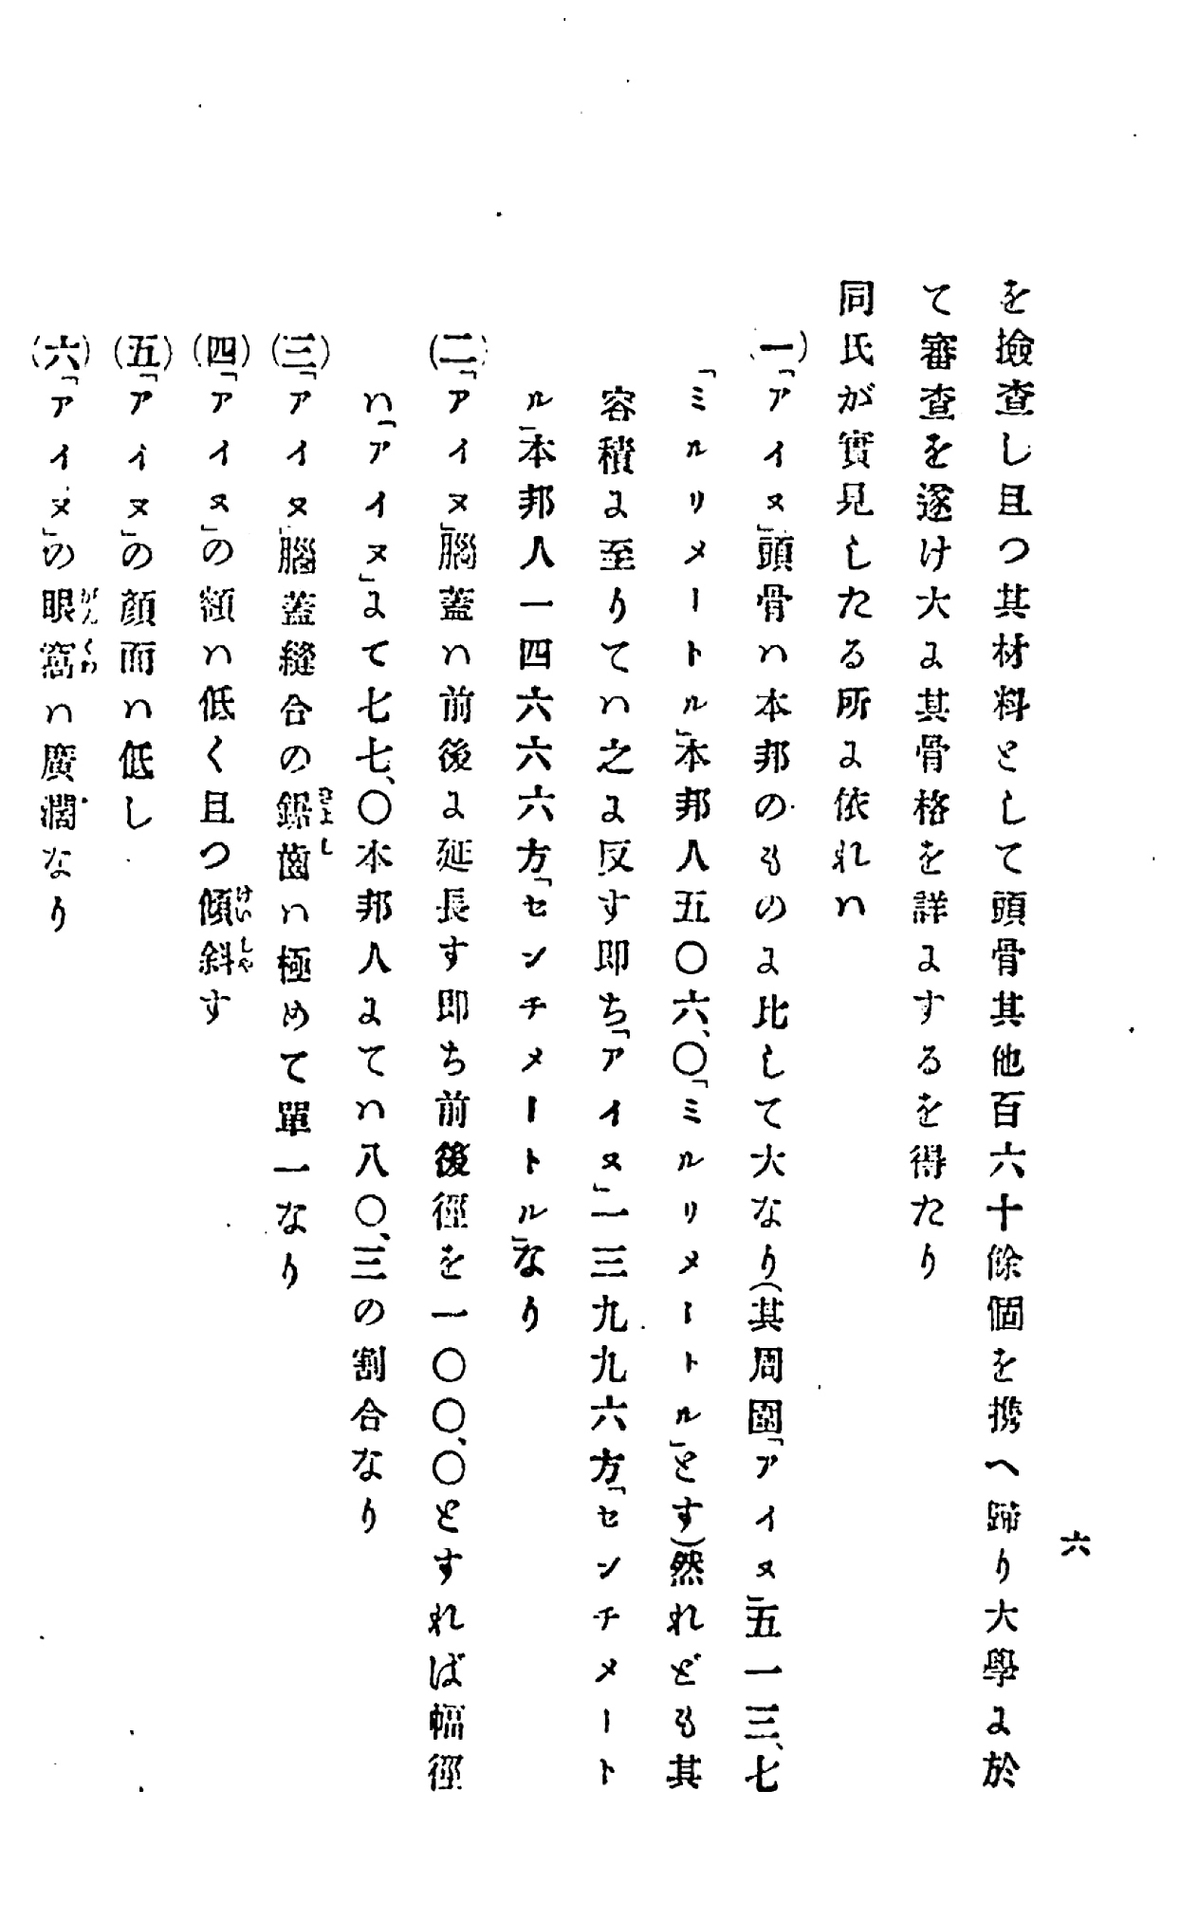 六
を撿査し且つ其材料として頭骨其他百六十餘個を携へ歸り大學に於
て審査を遂け大に其骨格を詳にするを得たり
同氏が實見したる所に依れハ
(一)「アイヌ」頭骨ハ本邦のものに比して大なり(其周圍「アイヌ」五一三、七
「ミルリメートル」本邦人五〇六、〇「ミルリメートル」とす)然れども其
容積に至りてハ之に反す即ち「アイヌ」一三九九六方「センチメート
ル」本邦人一四六六六方「センチメートル」なり
(二)「アイヌ」腦蓋ハ前後に延長す即ち前後徑を一〇〇、〇とすれば幅徑
ハ「アイヌ」にて七七、〇本邦人にてハ八〇、三の割合なり
(三)「アイヌ」腦蓋縫合の鋸齒ハ極めて單一なり
(四)「アイヌ」の額ハ低く且つ傾斜す
(五)「アイヌ」の顔面ハ低し
(六)「アイヌ」の眼窩ハ廣濶なり